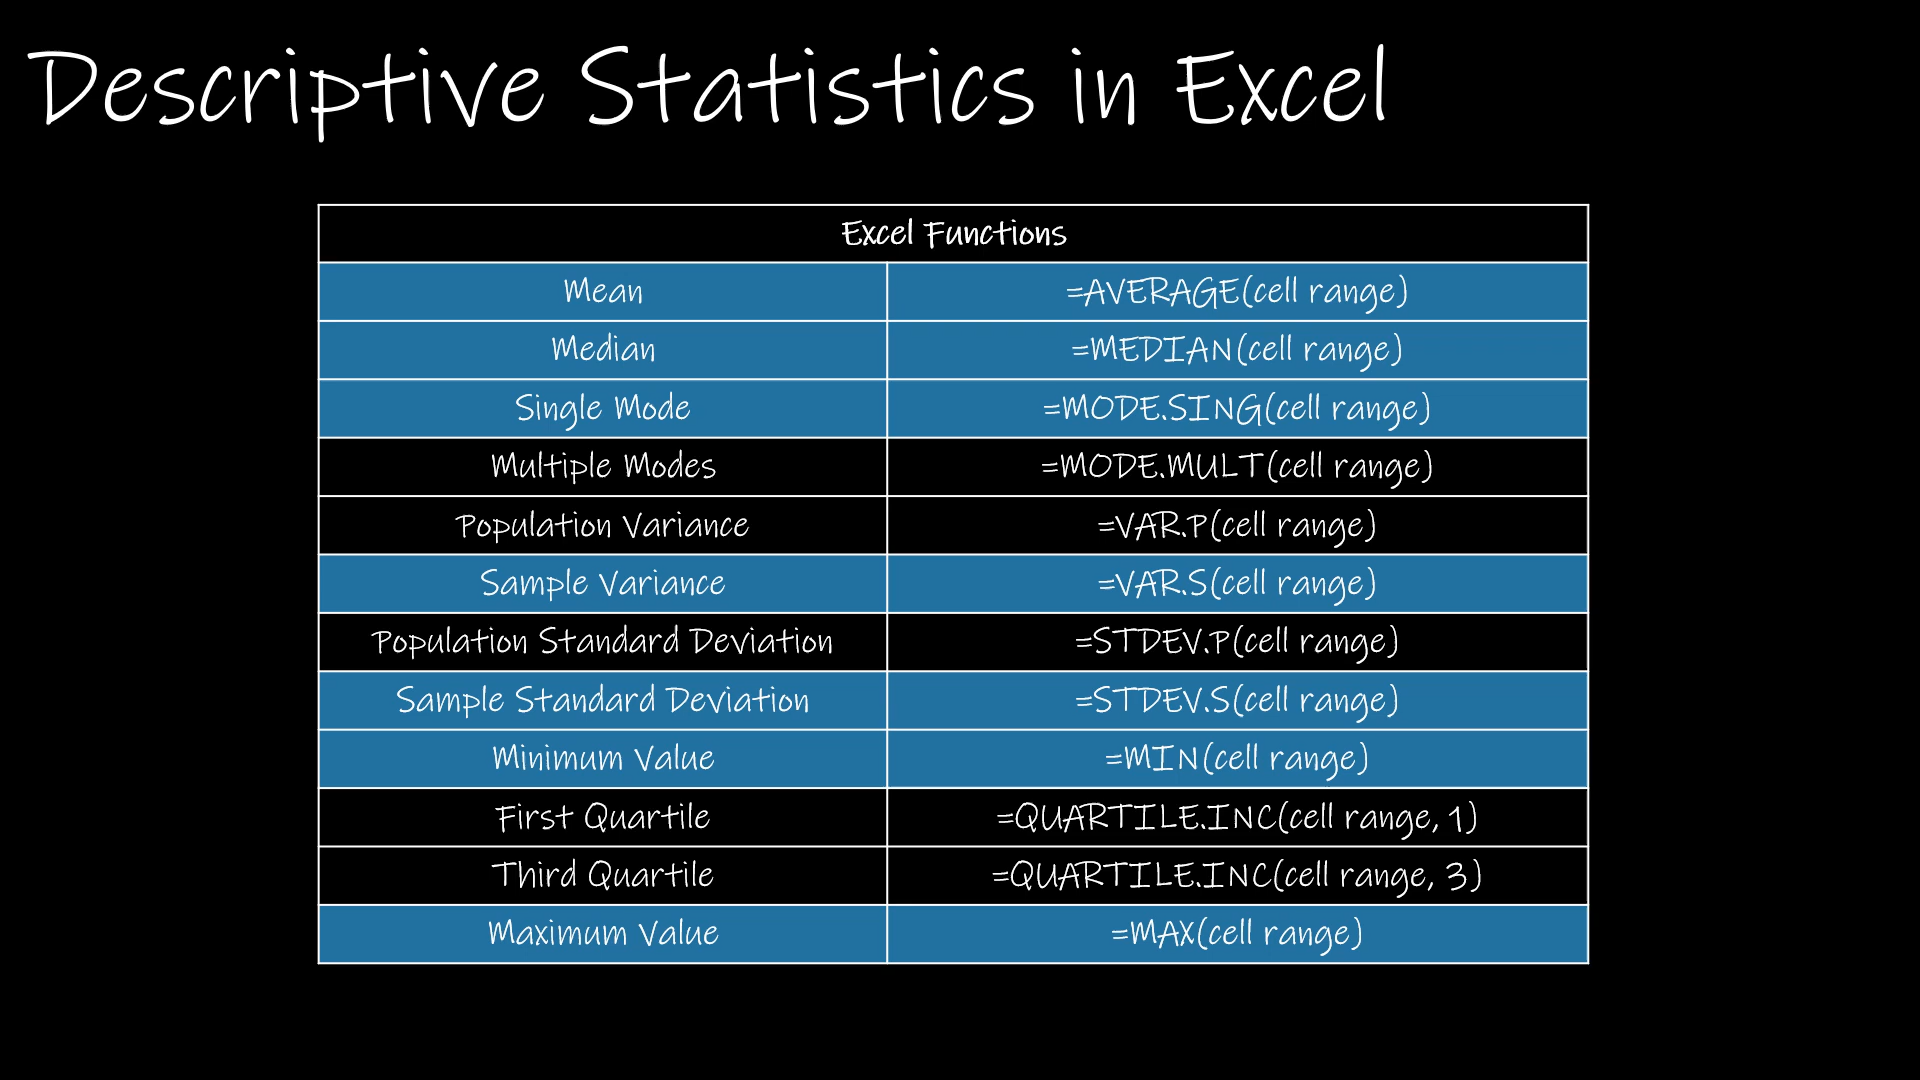 Descriptive Statistics in Excel
Excel Functions
Mean =AVERAGE(cell range)
Median =MEDIAN(cell range)
Single Mode =MODE.SING(cell range)
Multiple Modes =MODE.MULT(cell range)
Population Variance =VAR.P(cell range)
Sample Variance =VAR.S(cell range)
Population Standard Deviation =STDEV.P(cell range)
Sample Standard Deviation =STDEV.S(cell range)
Minimum Value =MIN(cell range)
First Quartile =QUARTILE.INC(cell range, 1)
Third Quartile =QUARTILE.INC(cell range, 3)
Maximum Value =MAX(cell range)